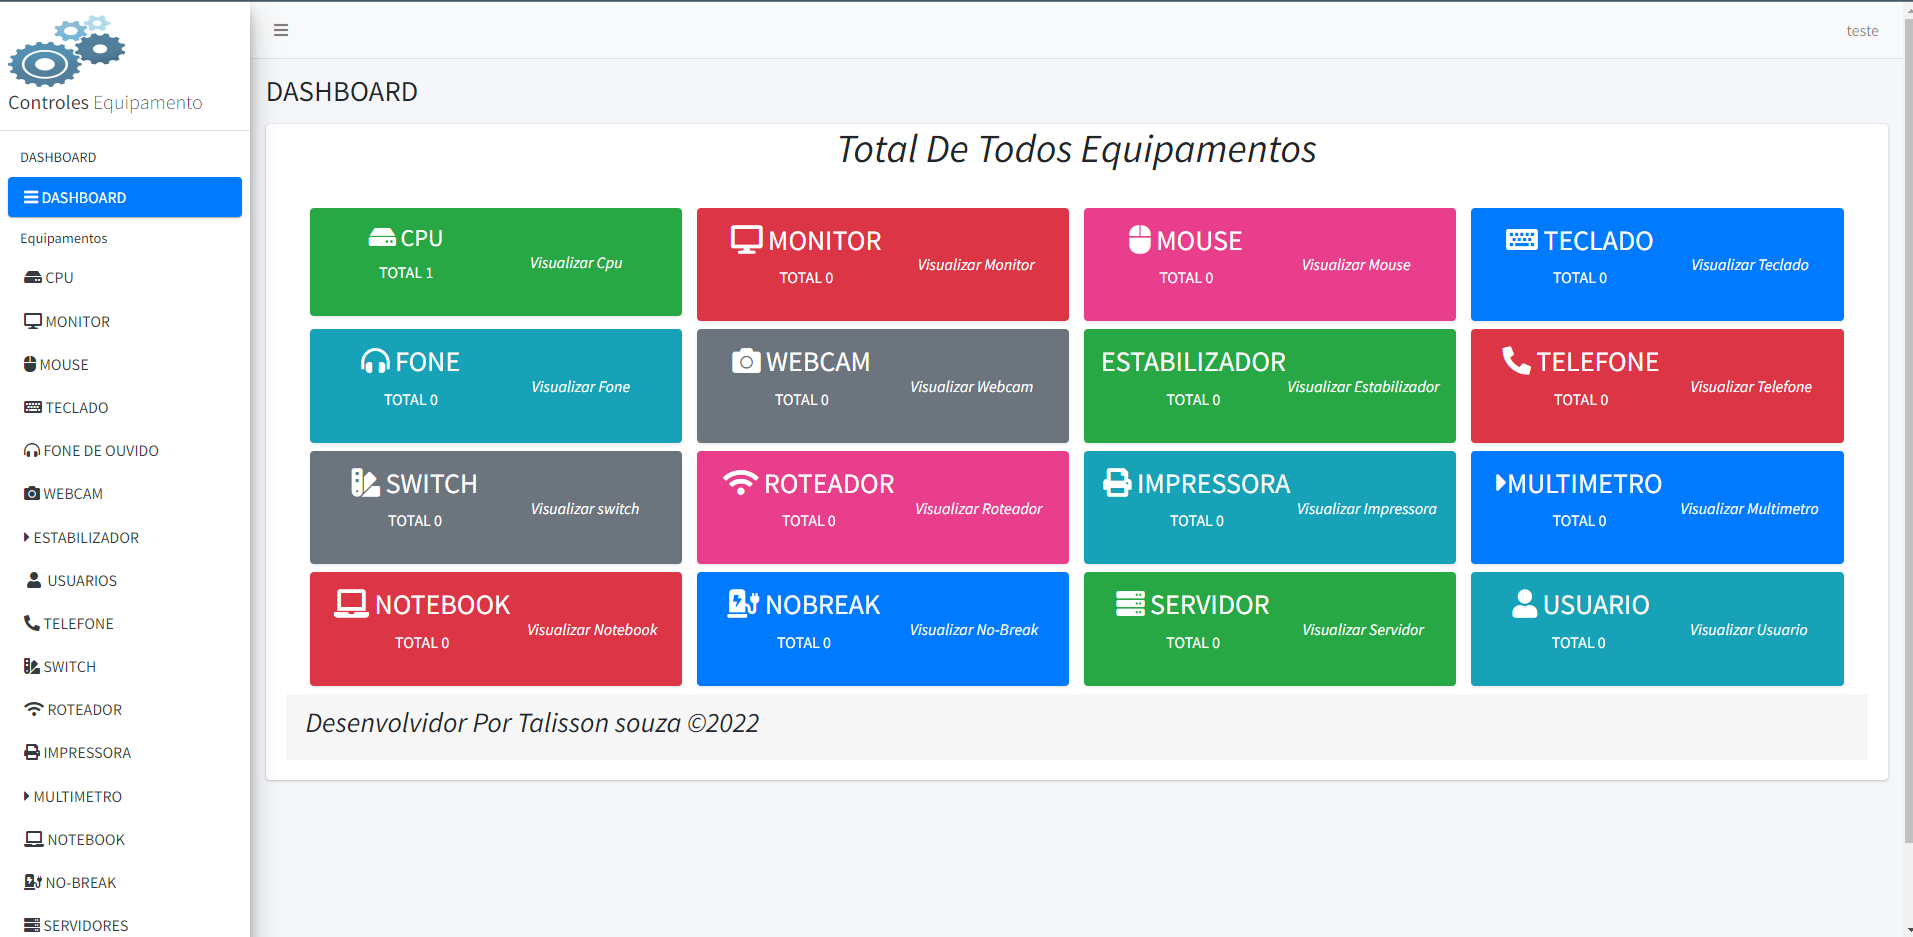 Controles Equipamento
DASHBOARD
DASHBOARD
Equipamentos
CPU
MONITOR
MOUSE
TECLADO
FONE DE OUVIDO
WEBCAM
ESTABILIZADOR
USUARIOS
TELEFONE
SWITCH
ROTEADOR
IMPRESSORA
MULTIMETRO
NOTEBOOK
NO-BREAK
SERVIDORES
teste
DASHBOARD
Total De Todos Equipamentos
CPU
TOTAL 1
Visualizar Cpu
MONITOR
TOTAL 0
Visualizar Monitor
MOUSE
TOTAL 0
Visualizar Mouse
TECLADO
TOTAL 0
Visualizar Teclado
FONE
TOTAL 0
Visualizar Fone
WEBCAM
TOTAL 0
Visualizar Webcam
ESTABILIZADOR
TOTAL 0
Visualizar Estabilizador
TELEFONE
TOTAL 0
Visualizar Telefone
SWITCH
TOTAL 0
Visualizar switch
ROTEADOR
TOTAL 0
Visualizar Roteador
IMPRESSORA
TOTAL 0
Visualizar Impressora
MULTIMETRO
TOTAL 0
Visualizar Multimetro
NOTEBOOK
TOTAL 0
Visualizar Notebook
NOBREAK
TOTAL 0
Visualizar No-Break
SERVIDOR
TOTAL 0
Visualizar Servidor
USUARIO
TOTAL 0
Visualizar Usuario
Desenvolvidor Por Talisson souza ©2022